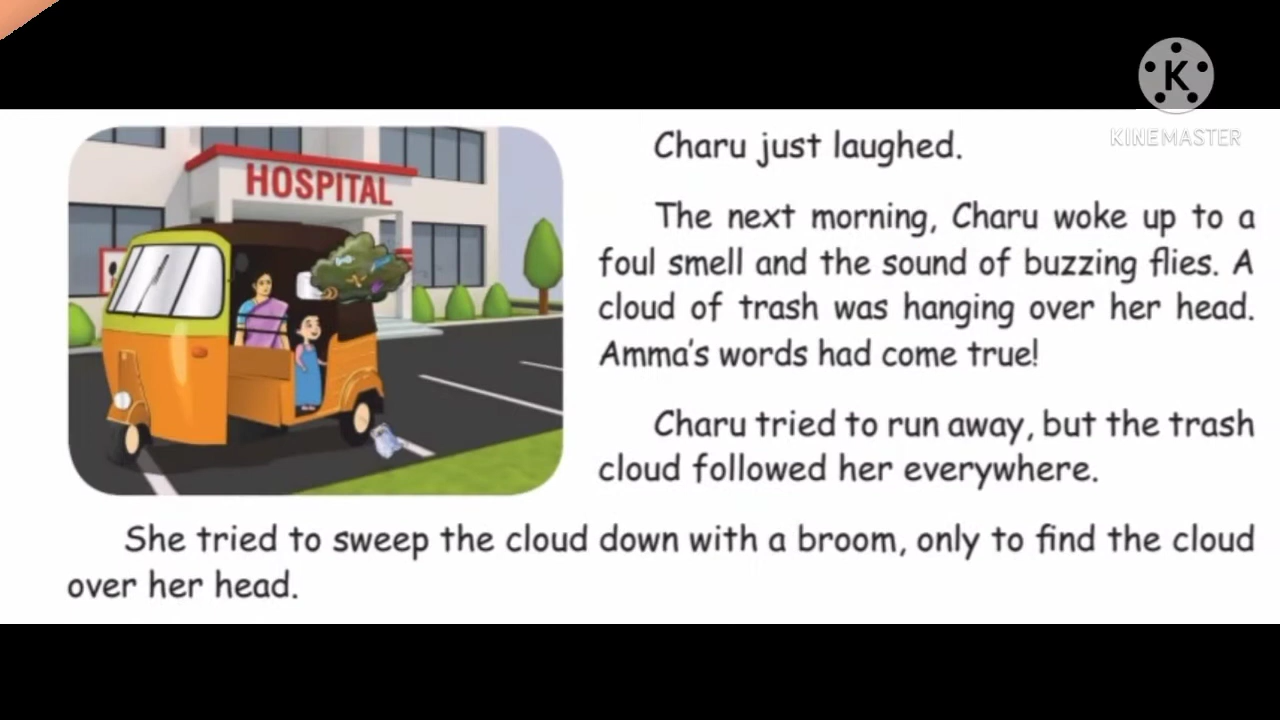 K
KINEMASTER
HOSPITAL
Charu just laughed.
The next morning, Charu woke up to a
foul smell and the sound of buzzing flies. A
cloud of trash was hanging over her head.
Amma's words had come true!
Charu tried to run away, but the trash
cloud followed her everywhere.
She tried to sweep the cloud down with a broom, only to find the cloud
over her head.